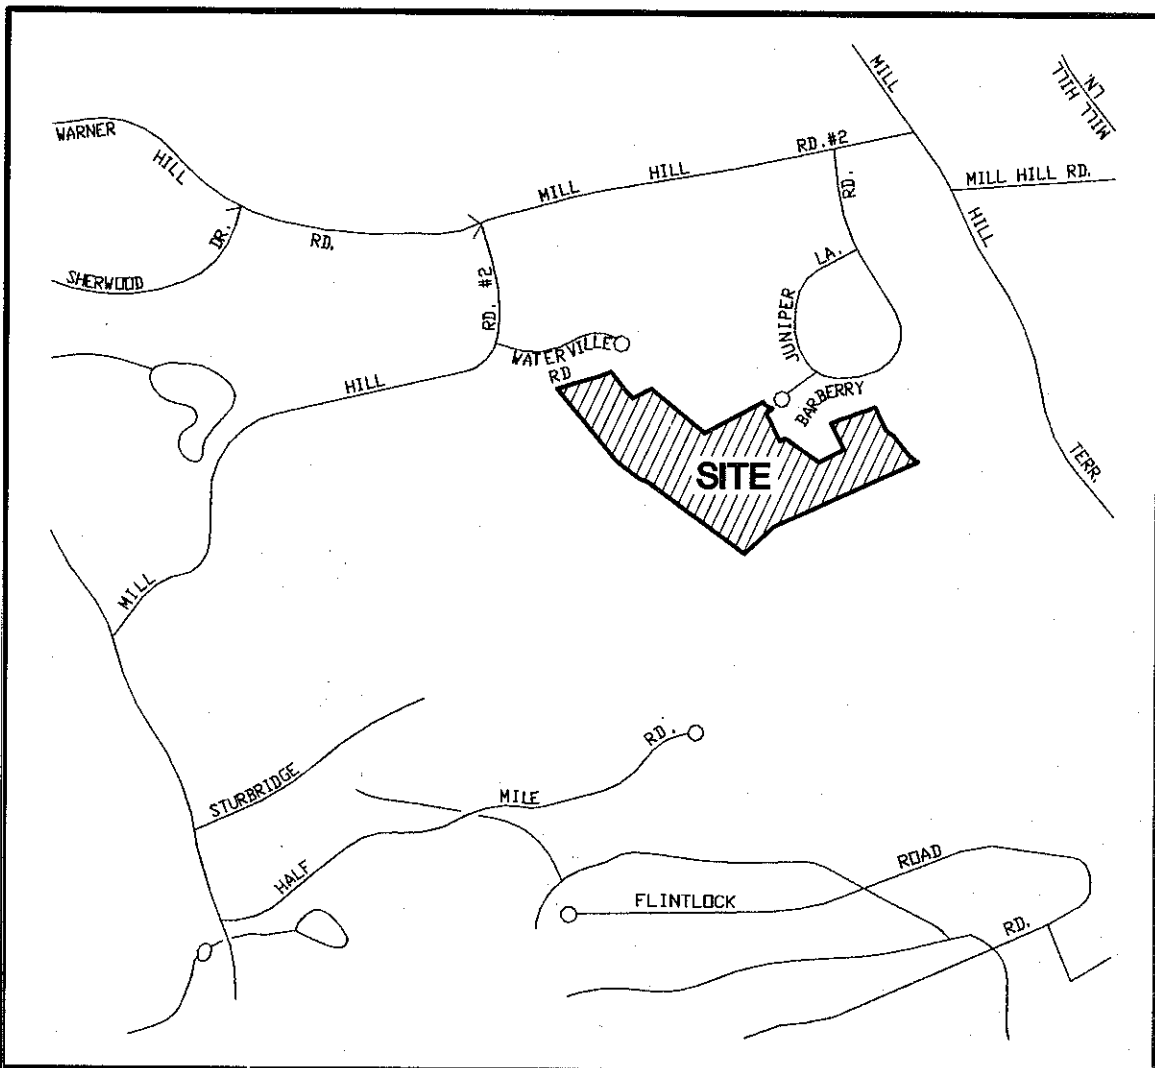 MILL
MILL HILL
LN.
WARNER
HILL
RD.
MILL
HILL
RD. #2
RD.
MILL HILL RD.
HILL
TERR.
SHERWOOD
DR.
RD. #2
HILL
MILL
LA.
JUNIPER
WATERVILLE
RD
BARBERRY
SITE
STURBRIDGE
HALF
MILE
RD.
FLINTLOCK
ROAD
RD.